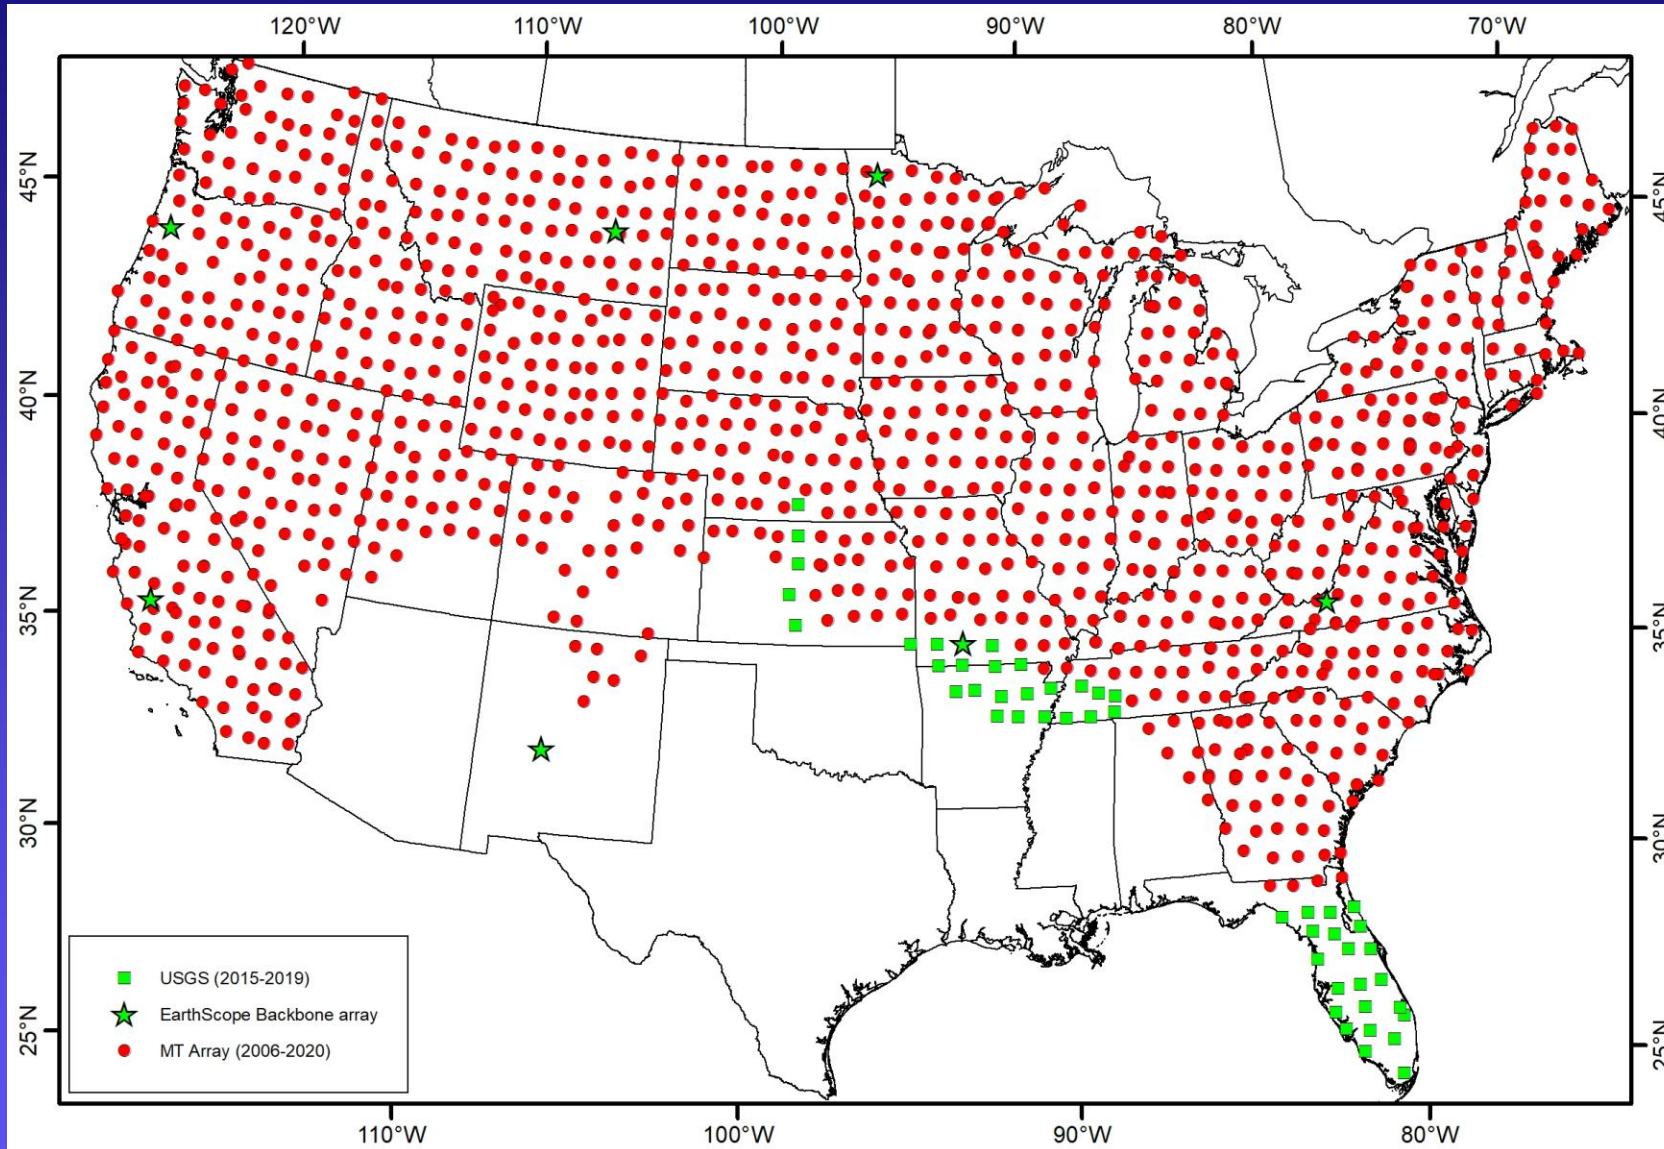 120°W 110°W 100°W 90°W 80°W 70°W
45°N 45°N
40°N 40°N
35°N 35°N
30°N 30°N
25°N 25°N
USGS (2015-2019)
EarthScope Backbone array
MT Array (2006-2020)
110°W 100°W 90°W 80°W